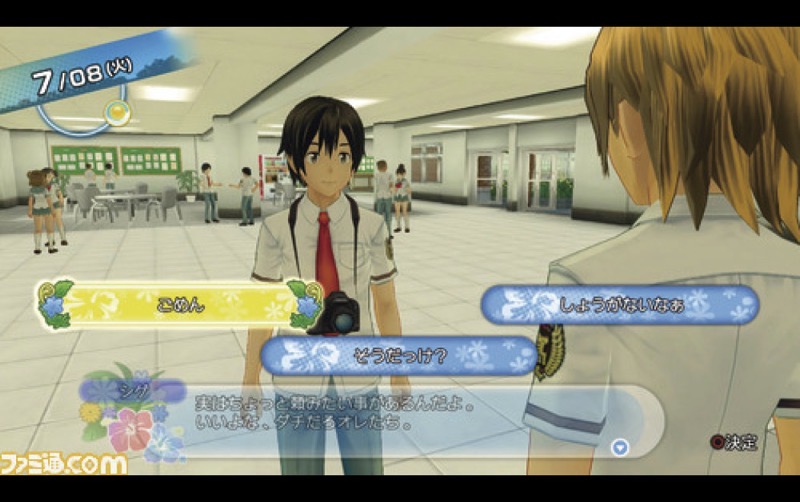 7/08(火)
ごめん
しょうがないなぁ
そうだっけ？
シゲ
実はちょっと頼みたい事があるんだよ。
いいよな、ダチだろオレたち。
決定
ファミ通.com